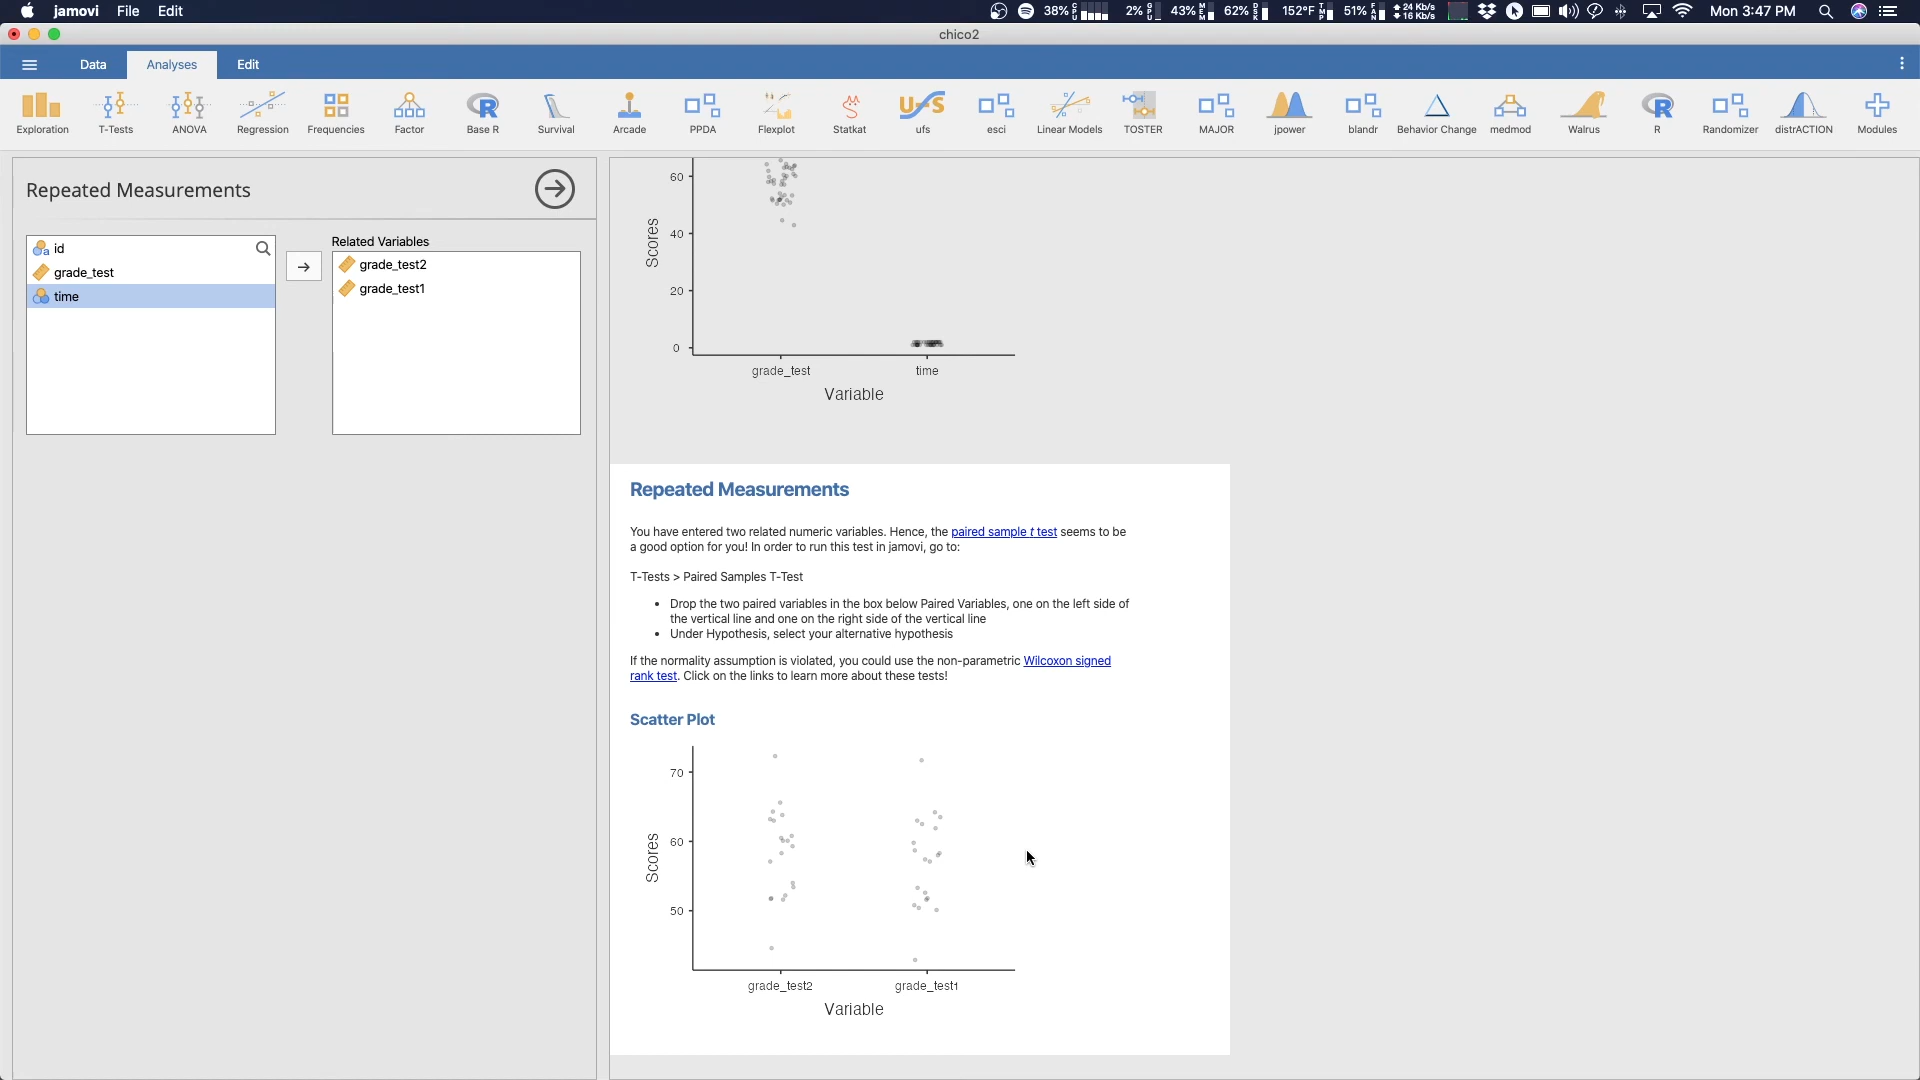 jamovi File Edit 38% 2% 43% 62% 152°F 51% 24 Kb/s 16 Kb/s Mon 3:47 PM
chico2
Data Analyses Edit
Exploration T-Tests ANOVA Regression Frequencies Factor Base R Survival Arcade PPDA Flexplot Statkat ufs esci Linear Models TOSTER MAJOR jpower blandr Behavior Change medmod Walrus R Randomizer distrACTION Modules
Repeated Measurements
id
grade_test
time
Related Variables
grade_test2
grade_test1
60
40
20
0
Scores
grade_test time
Variable
Repeated Measurements
You have entered two related numeric variables. Hence, the paired sample t test seems to be
a good option for you! In order to run this test in jamovi, go to:
T-Tests > Paired Samples T-Test
• Drop the two paired variables in the box below Paired Variables, one on the left side of
the vertical line and one on the right side of the vertical line
• Under Hypothesis, select your alternative hypothesis
If the normality assumption is violated, you could use the non-parametric Wilcoxon signed
rank test. Click on the links to learn more about these tests!
Scatter Plot
70
60
50
Scores
grade_test2 grade_test1
Variable